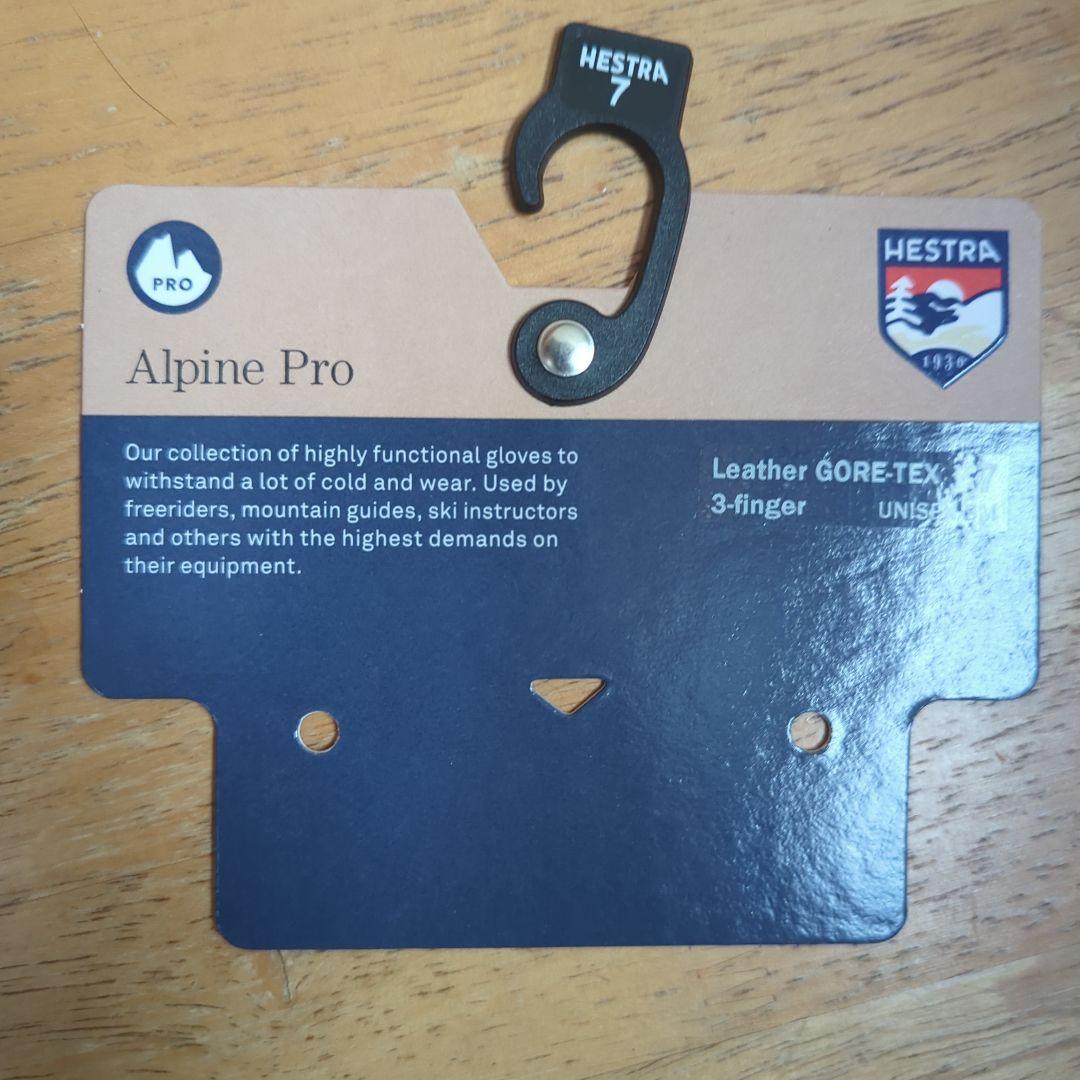 HESTRA
7
PRO
HESTRA
Alpine Pro
Our collection of highly functional gloves to
withstand a lot of cold and wear. Used by
freeriders, mountain guides, ski instructors
and others with the highest demands on
their equipment.
Leather GORE-TEX 7
3-finger